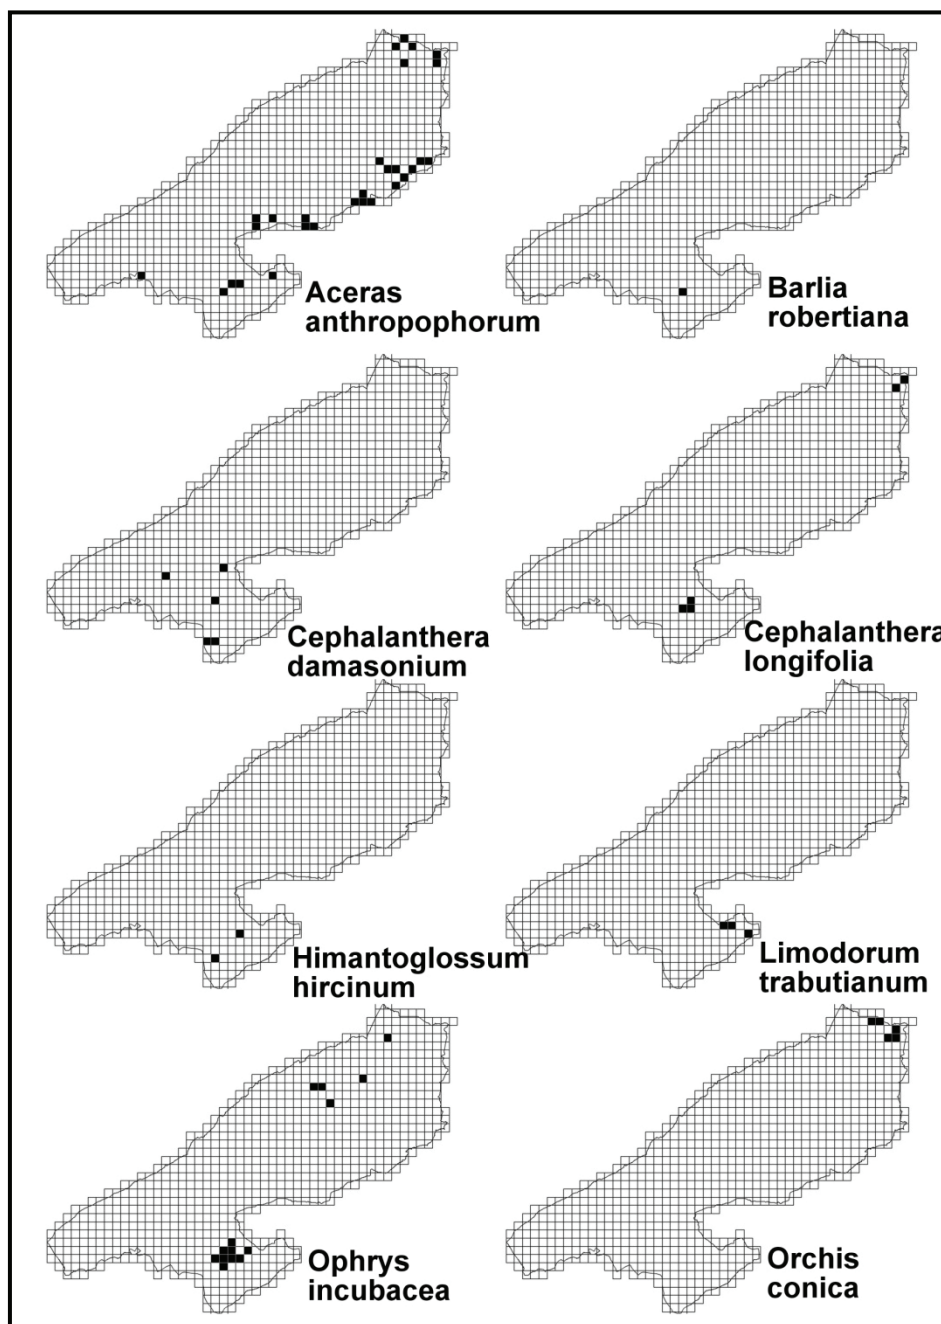 Aceras
anthropophorum
Barlia
robertiana
Cephalanthera
damasonium
Cephalanthera
longifolia
Himantoglossum
hircinum
Limodorum
trabutianum
Ophrys
incubacea
Orchis
conica